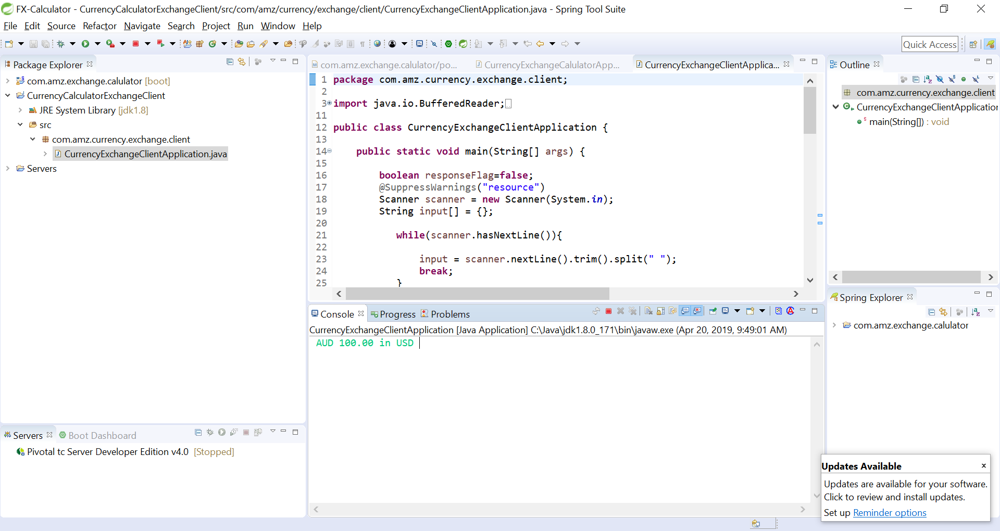 FX-Calculator - CurrencyCalculatorExchangeClient/src/com/amz/currency/exchange/client/CurrencyExchangeClientApplication.java - Spring Tool Suite
File Edit Source Refactor Navigate Search Project Run Window Help
Quick Access
Package Explorer
com.amz.exchange.calulator [boot]
CurrencyCalculatorExchangeClient
JRE System Library [jdk1.8]
src
com.amz.currency.exchange.client
CurrencyExchangeClientApplication.java
Servers
com.amz.exchange.calulator/po...
CurrencyExchangeCalulatorApp...
CurrencyExchangeClientApplica...
1 package com.amz.currency.exchange.client;
2
3 import java.io.BufferedReader;
11
12 public class CurrencyExchangeClientApplication {
13
14 public static void main(String[] args) {
15
16 boolean responseFlag=false;
17 @SuppressWarnings("resource")
18 Scanner scanner = new Scanner(System.in);
19 String input[] = {};
20
21 while(scanner.hasNextLine()){
22
23 input = scanner.nextLine().trim().split(" ");
24 break;
25 }
Outline
com.amz.currency.exchange.client
CurrencyExchangeClientApplication
main(String[]) : void
Console Progress Problems
CurrencyExchangeClientApplication [Java Application] C:\Java\jdk1.8.0_171\bin\javaw.exe (Apr 20, 2019, 9:49:01 AM)
AUD 100.00 in USD
Spring Explorer
com.amz.exchange.calulator
Servers Boot Dashboard
Pivotal tc Server Developer Edition v4.0 [Stopped]
Updates Available
Updates are available for your software.
Click to review and install updates.
Set up Reminder options